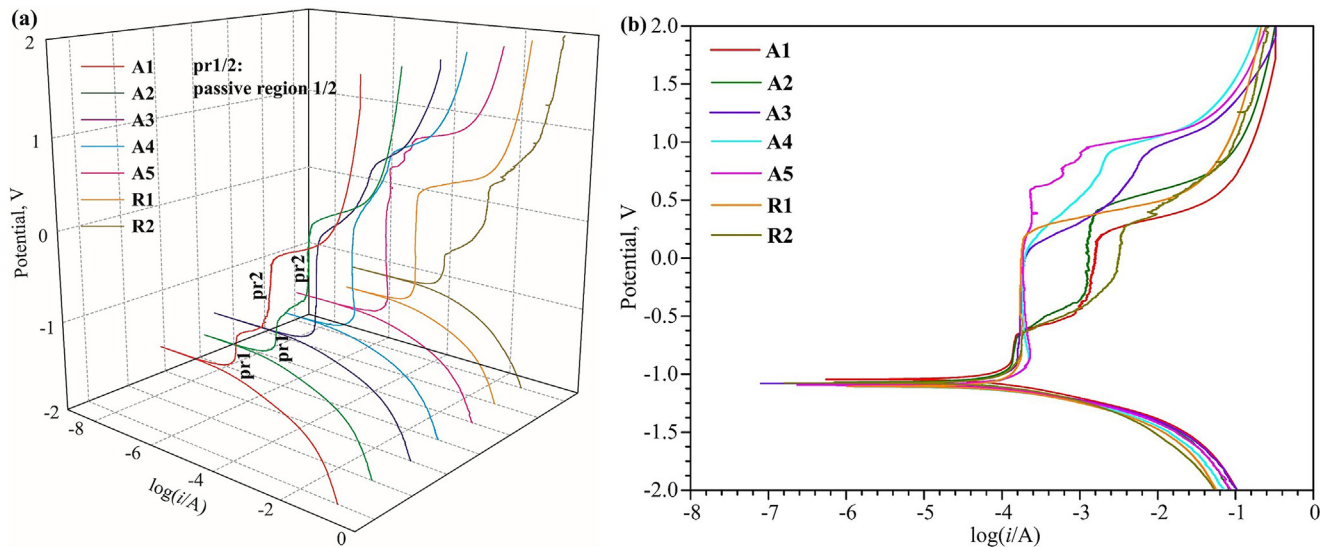 (a)
2
1
0
-1
-2
Potential, V
A1
A2
A3
A4
A5
R1
R2
pr1/2:
passive region 1/2
pr2
pr2
pr1
pr1
-8
-6
-4
-2
0
log(i/A)
(b)
2.0
1.5
1.0
0.5
0.0
-0.5
-1.0
-1.5
-2.0
Potential, V
A1
A2
A3
A4
A5
R1
R2
-8 -7 -6 -5 -4 -3 -2 -1 0
log(i/A)